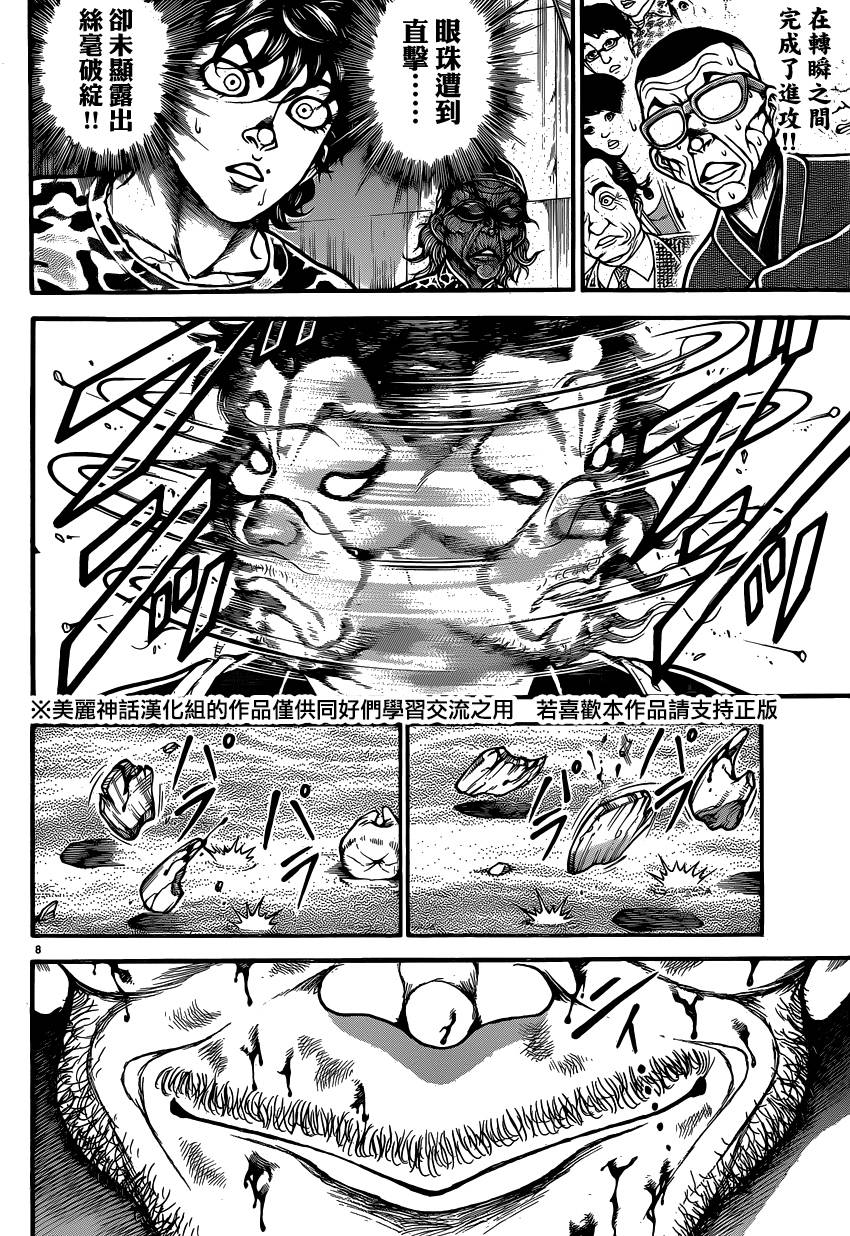 在轉瞬之間
完成了進攻!!
眼珠遭到
直擊……
卻未顯露出
絲毫破綻!!
※美麗神話漢化組的作品僅供同好們學習交流之用 若喜歡本作品請支持正版
パラ
パラ
パラ
パラ
8
ニイ…